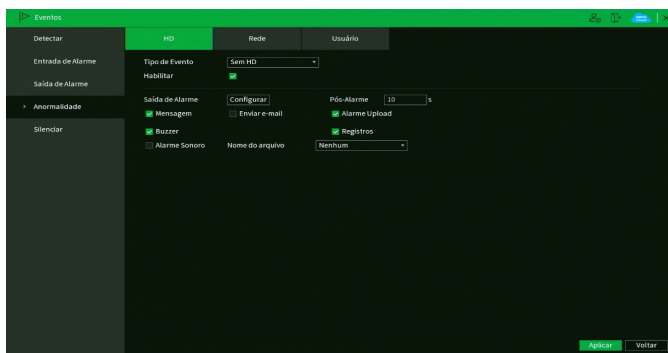 Eventos
Detectar
Entrada de Alarme
Saída de Alarme
Anormalidade
Silenciar
HD Rede Usuário
Tipo de Evento Sem HD
Habilitar
Saída de Alarme Configurar Pós-Alarme 10 s
Mensagem Enviar e-mail Alarme Upload
Buzzer Registros
Alarme Sonoro Nome do arquivo Nenhum
Aplicar Voltar